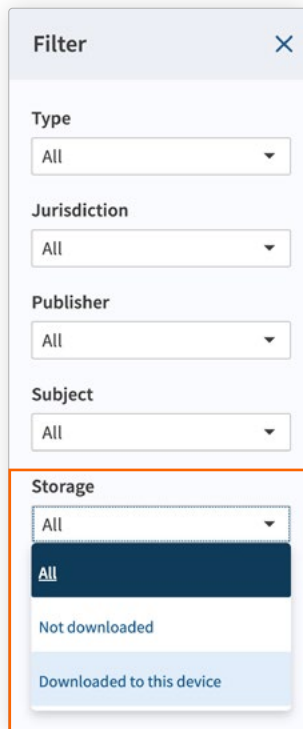 Filter
Type
All
Jurisdiction
All
Publisher
All
Subject
All
Storage
All
All
Not downloaded
Downloaded to this device